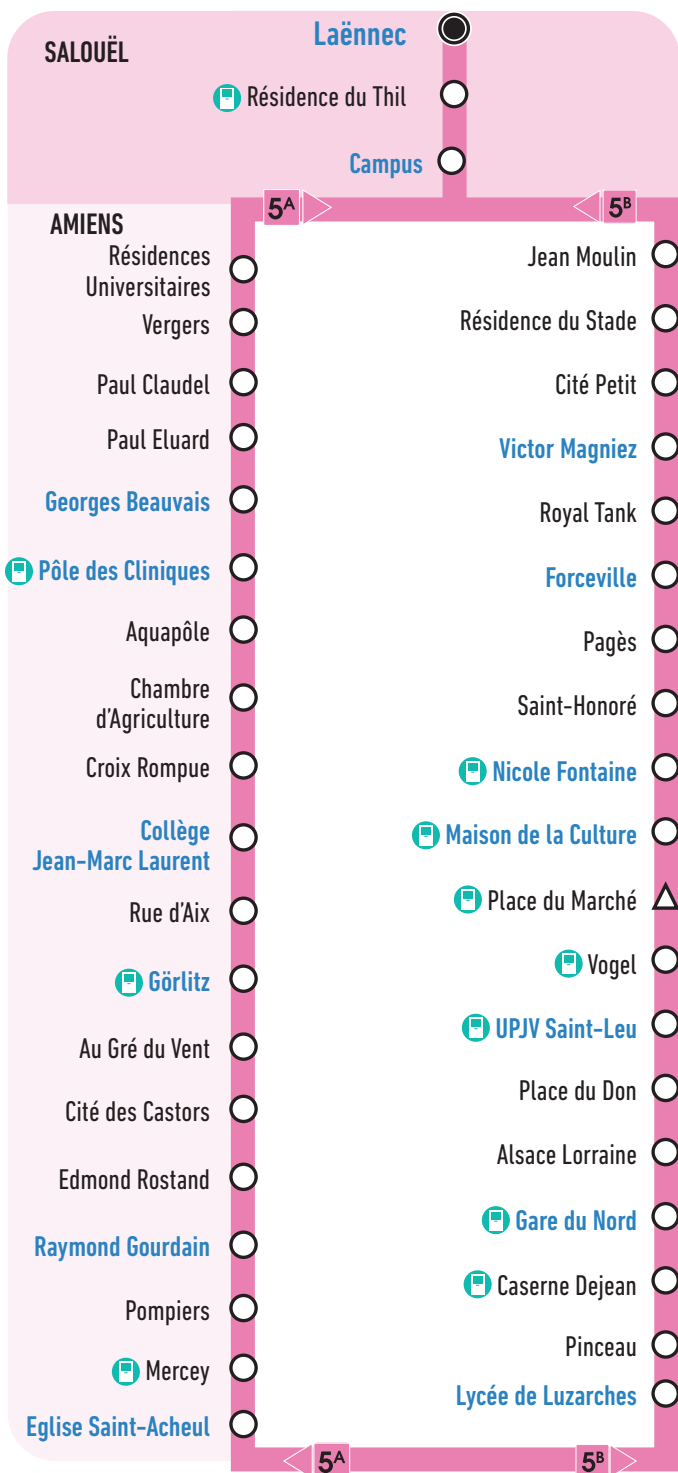 SALOUËL
Laënnec
Résidence du Thil
Campus
5A
5B
AMIENS
Résidences
Universitaires
Vergers
Paul Claudel
Paul Eluard
Georges Beauvais
Pôle des Cliniques
Aquapôle
Chambre
d'Agriculture
Croix Rompue
Collège
Jean-Marc Laurent
Rue d'Aix
Görlitz
Au Gré du Vent
Cité des Castors
Edmond Rostand
Raymond Gourdain
Pompiers
Mercey
Eglise Saint-Acheul
Jean Moulin
Résidence du Stade
Cité Petit
Victor Magniez
Royal Tank
Forceville
Pagès
Saint-Honoré
Nicole Fontaine
Maison de la Culture
Place du Marché
Vogel
UPJV Saint-Leu
Place du Don
Alsace Lorraine
Gare du Nord
Caserne Dejean
Pinceau
Lycée de Luzarches
5A
5B